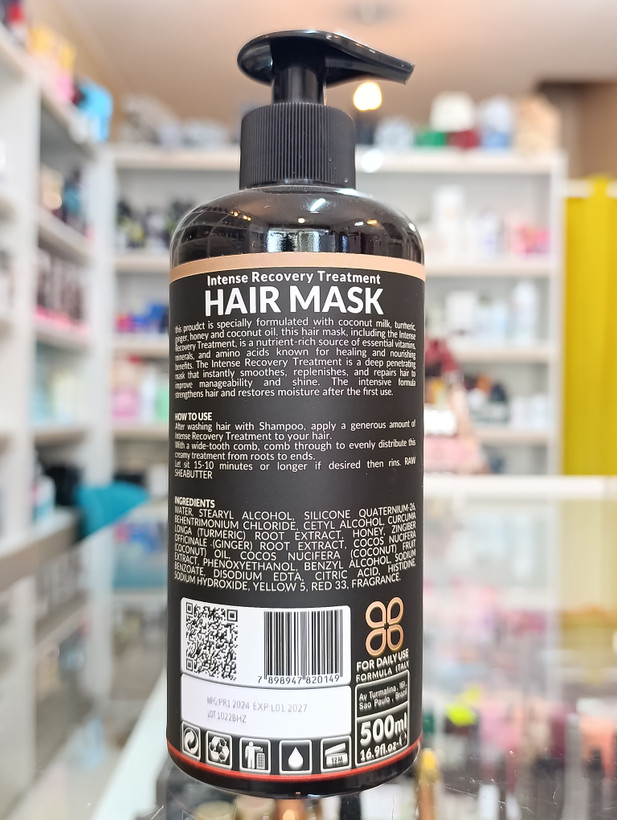 Intense Recovery Treatment
HAIR MASK
this proudct is specially formulated with coconut milk, turmeric,
ginger, honey and coconut oil. this hair mask, including the Intense
Recovery Treatment, is a nutrient-rich source of essential vitamins,
minerals, and amino acids known for healing and nourishing
benefits. The Intense Recovery Treatment is a deep penetrating
mask that instantly smoothes, replenishes, and repairs hair to
improve manageability and shine. The intensive formula
strengthens hair and restores moisture after the first use.
HOW TO USE
After washing hair with Shampoo, apply a generous amount of
Intense Recovery Treatment to your hair.
With a wide-tooth comb, comb through to evenly distribute this
creamy treatment from roots to ends.
Let sit 15-10 minutes or longer if desired then rins. RAW
SHEABUTTER
INGREDIENTS
WATER, STEARYL ALCOHOL, SILICONE QUATERNIUM-26,
BEHENTRIMONIUM CHLORIDE, CETYL ALCOHOL, CURCUMA
LONGA (TURMERIC) ROOT EXTRACT, HONEY, ZINGIBER
OFFICINALE (GINGER) ROOT EXTRACT, COCOS NUCIFERA
(COCONUT) OIL, COCOS NUCIFERA (COCONUT) FRUIT
EXTRACT, PHENOXYETHANOL, BENZYL ALCOHOL, SODIUM
BENZOATE, DISODIUM EDTA, CITRIC ACID, HISTIDINE,
SODIUM HYDROXIDE, YELLOW 5, RED 33, FRAGRANCE.
7 898947 820149
FOR DAILY USE
FORMULA ITALY
MFG:PR1 2024 EXP L01 2027
LOT:1022BHZ
Av Turmalina,
Sao Paulo, Brazil
500ml
16.9fl.oz
12M